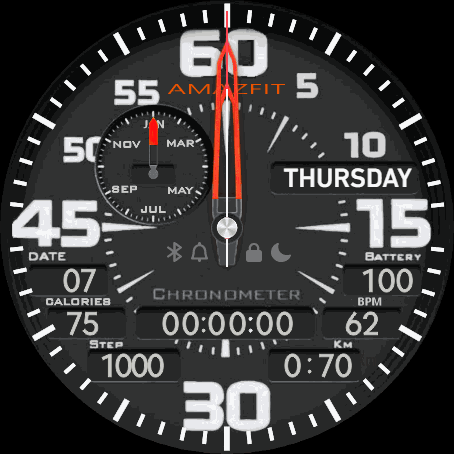 60
AMAZFIT
55
5
50
JAN
NOV
MAR
10
THURSDAY
SEP
MAY
JUL
45
15
DATE
BATTERY
07
100
CHRONOMETER
CALORIES
BPM
75
00:00:00
62
STEP
KM
1000
0:70
30